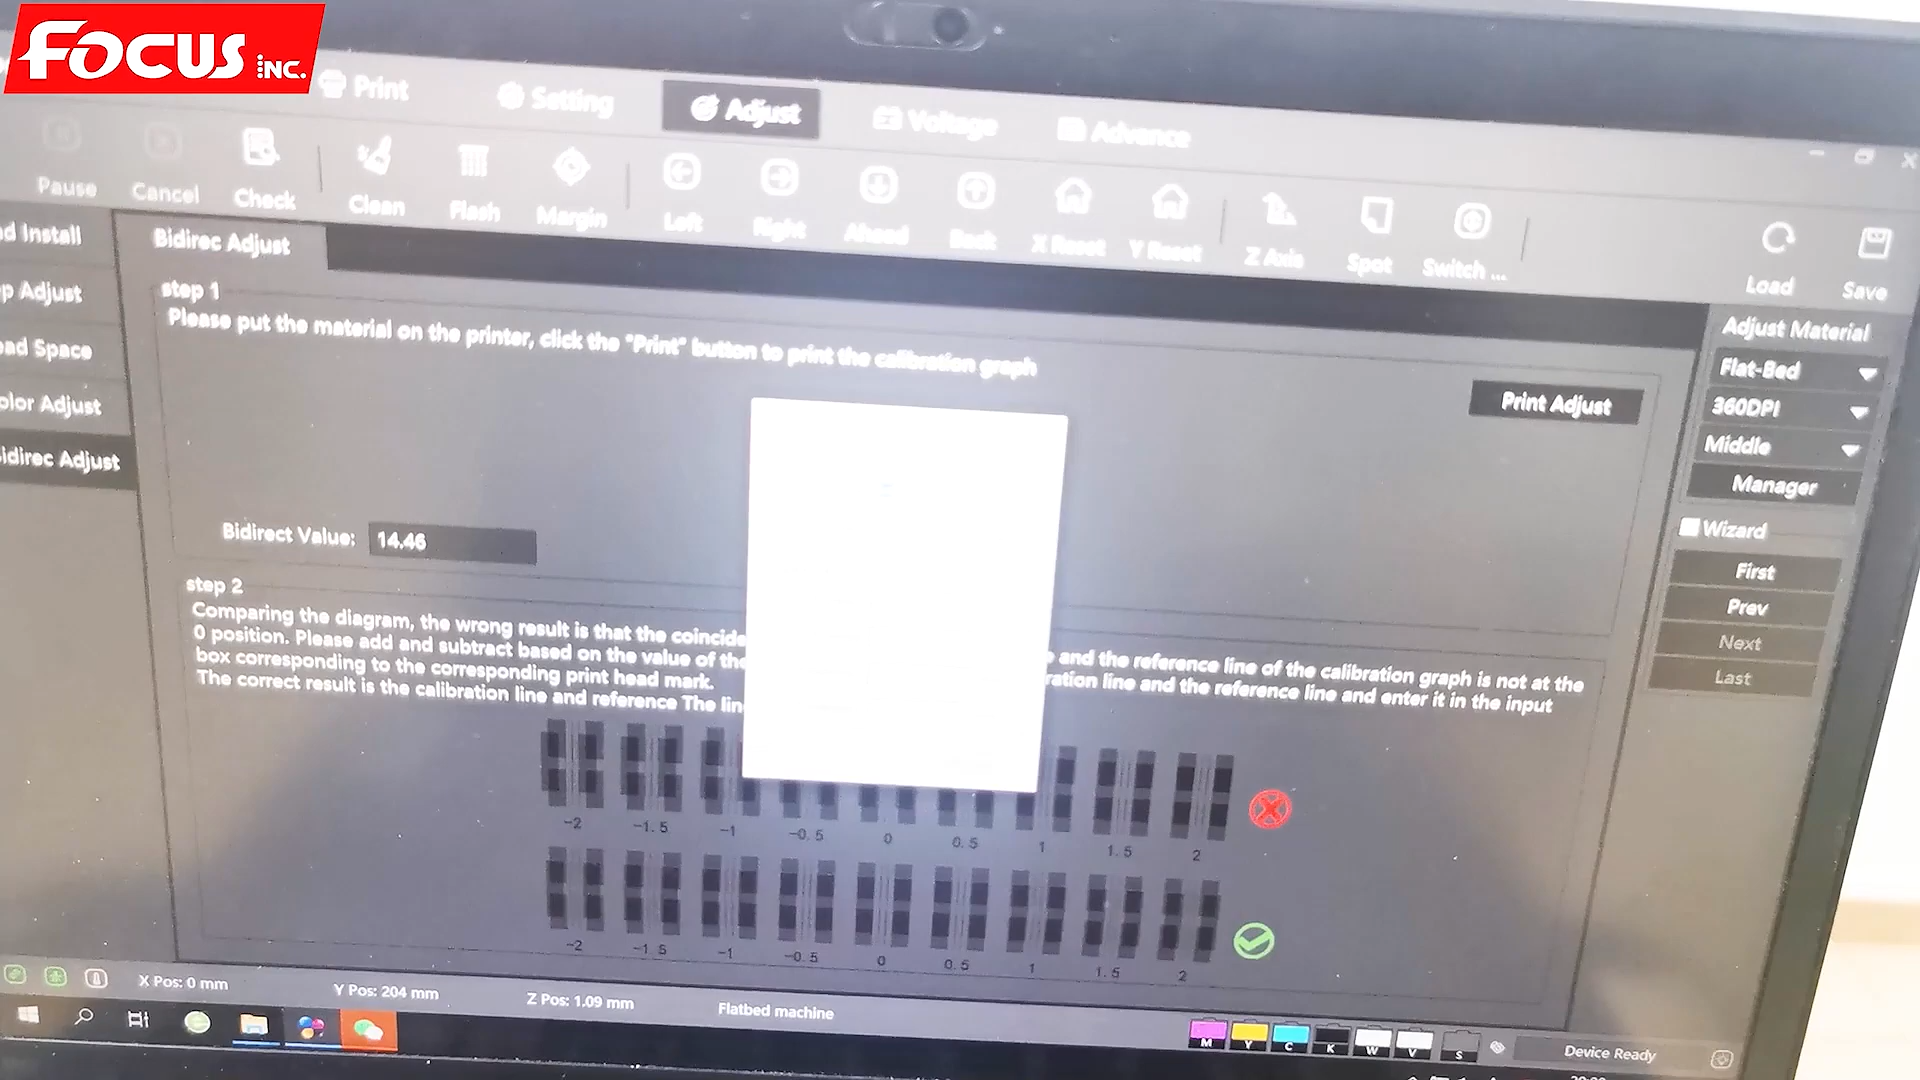 FOCUS INC.
Print
Setting
Adjust
Voltage
Advance
Pause
Cancel
Check
Clean
Flash
Margin
Left
Right
Ahead
Back
X Reset
Y Reset
Z Axis
Spot
Switch ...
Load
Save
d Install
p Adjust
ad Space
olor Adjust
idirec Adjust
Bidirec Adjust
step 1
Please put the material on the printer, click the "Print" button to print the calibration graph
Print Adjust
Bidirect Value: 14.46
step 2
Comparing the diagram, the wrong result is that the coincide
and the reference line of the calibration graph is not at the
0 position. Please add and subtract based on the value of the
ration line and the reference line and enter it in the input
box corresponding to the corresponding print head mark.
The correct result is the calibration line and reference The lin
-2 -1.5 -1 -0.5 0 0.5 1 1.5 2
-2 -1.5 -1 -0.5 0 0.5 1 1.5 2
Adjust Material
Flat-Bed
360DPI
Middle
Manager
Wizard
First
Prev
Next
Last
X Pos: 0 mm
Y Pos: 204 mm
Z Pos: 1.09 mm
Flatbed machine
M Y C K W V S
Device Ready